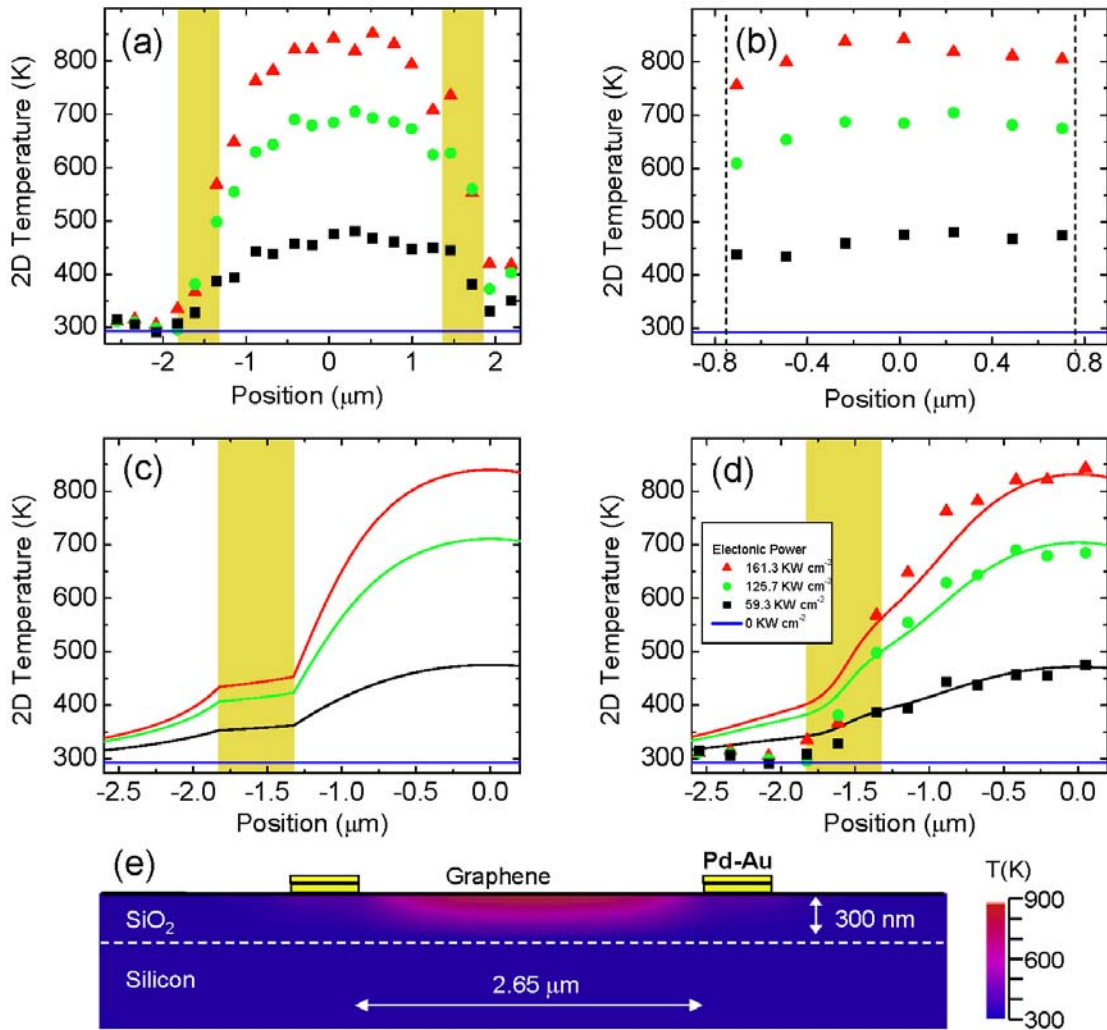 (a)
2D Temperature (K)
800
700
600
500
400
300
-2 -1 0 1 2
Position (μm)
(b)
2D Temperature (K)
800
700
600
500
400
300
-0.8 -0.4 0.0 0.4 0.8
Position (μm)
(c)
2D Temperature (K)
800
700
600
500
400
300
-2.5 -2.0 -1.5 -1.0 -0.5 0.0
Position (μm)
(d)
2D Temperature (K)
800
700
600
500
400
300
Electonic Power
161.3 KW cm⁻²
125.7 KW cm⁻²
59.3 KW cm⁻²
0 KW cm⁻²
-2.5 -2.0 -1.5 -1.0 -0.5 0.0
Position (μm)
(e)
Graphene
Pd-Au
SiO₂
300 nm
Silicon
2.65 μm
T(K)
900
600
300